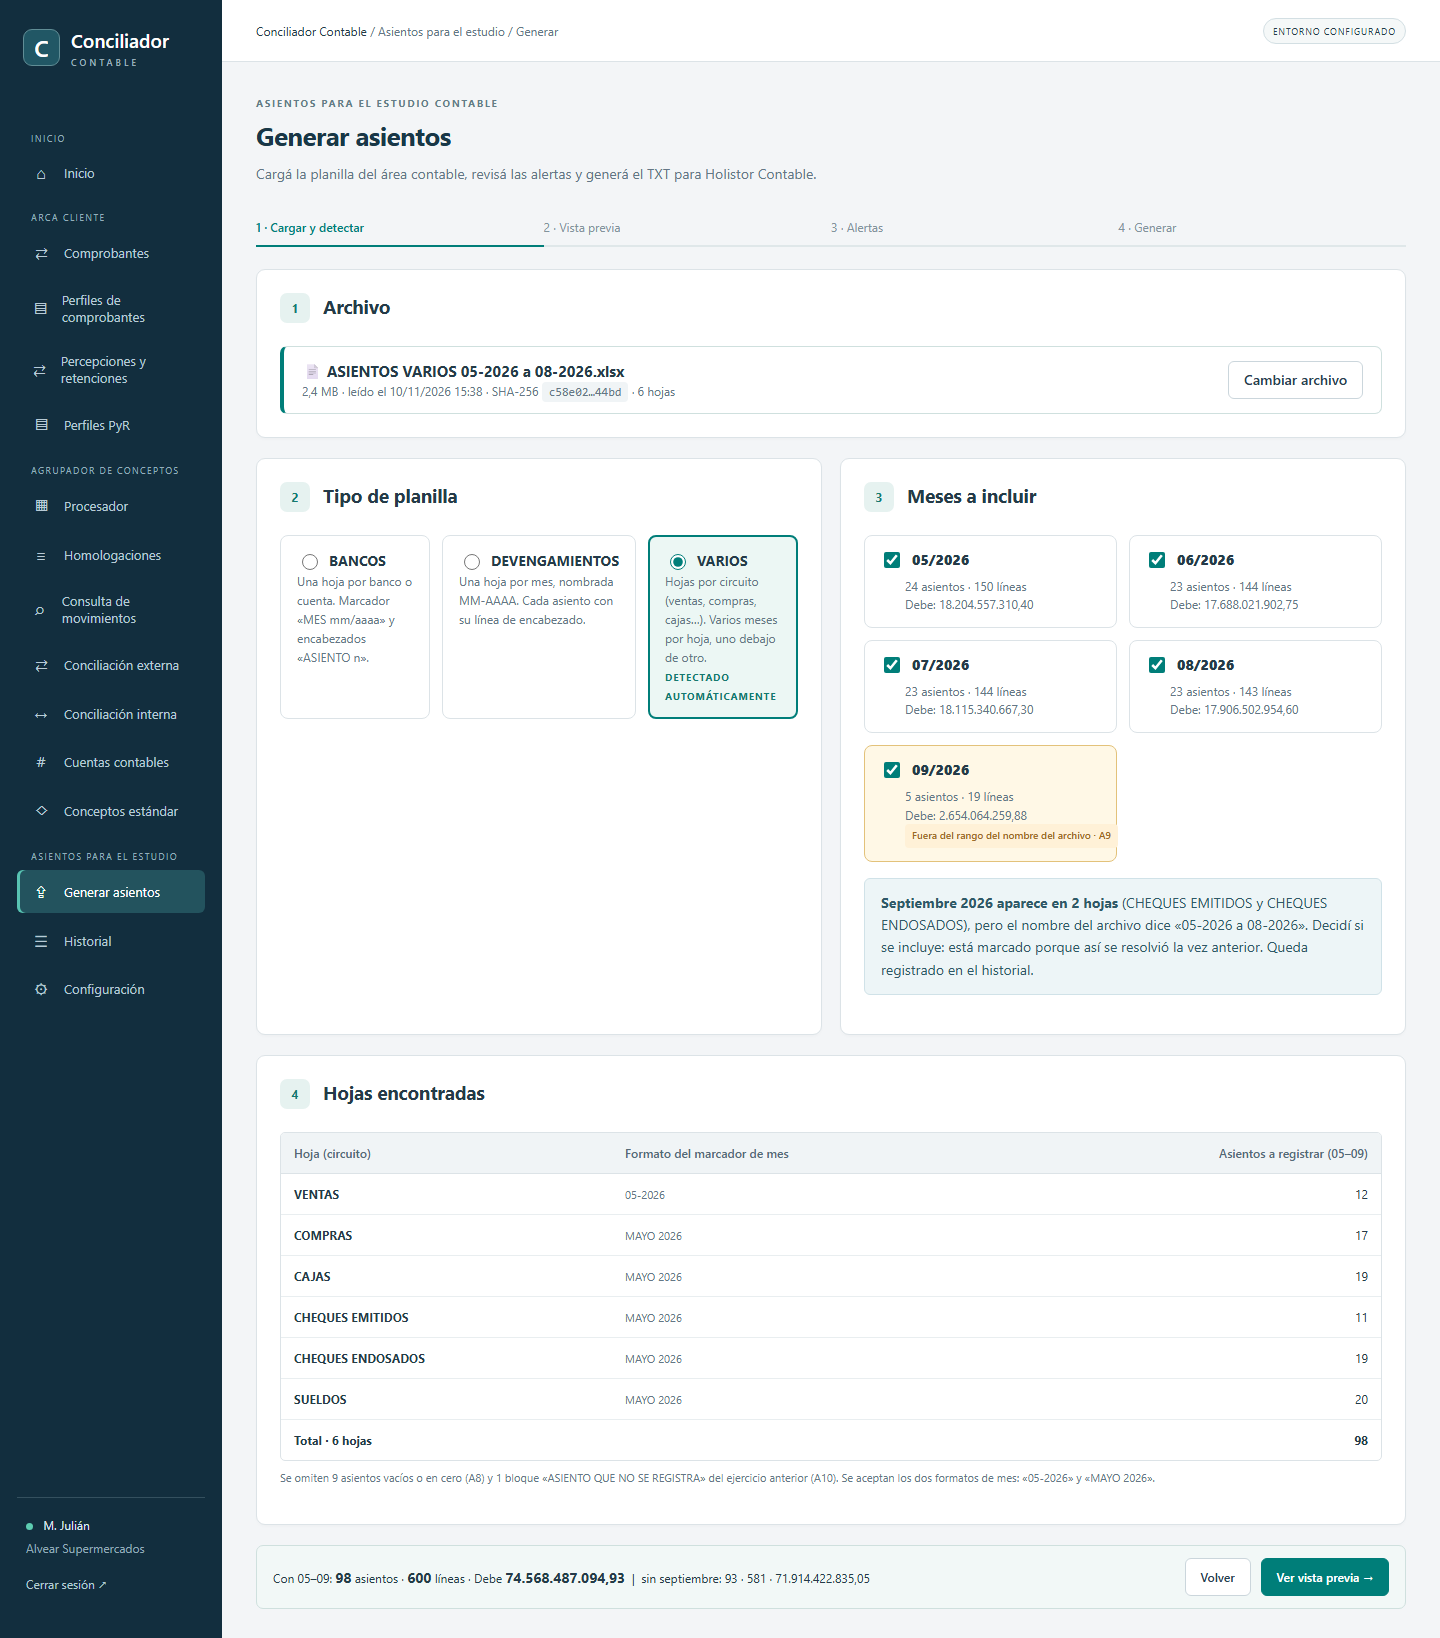 C
Conciliador
CONTABLE
INICIO
Inicio
ARCA CLIENTE
Comprobantes
Perfiles de
comprobantes
Percepciones y
retenciones
Perfiles PyR
AGRUPADOR DE CONCEPTOS
Procesador
Homologaciones
Consulta de
movimientos
Conciliación externa
Conciliación interna
# Cuentas contables
Conceptos estándar
ASIENTOS PARA EL ESTUDIO
Generar asientos
Historial
Configuración
M. Julián
Alvear Supermercados
Cerrar sesión ↗
Conciliador Contable / Asientos para el estudio / Generar
ENTORNO CONFIGURADO
ASIENTOS PARA EL ESTUDIO CONTABLE
Generar asientos
Cargá la planilla del área contable, revisá las alertas y generá el TXT para Holistor Contable.
1 · Cargar y detectar
2 · Vista previa
3 · Alertas
4 · Generar
1 Archivo
ASIENTOS VARIOS 05-2026 a 08-2026.xlsx
2,4 MB · leído el 10/11/2026 15:38 · SHA-256 c58e02…44bd · 6 hojas
Cambiar archivo
2 Tipo de planilla
BANCOS
Una hoja por banco o
cuenta. Marcador
«MES mm/aaaa» y
encabezados
«ASIENTO n».
DEVENGAMIENTOS
Una hoja por mes, nombrada
MM-AAAA. Cada asiento con
su línea de encabezado.
VARIOS
Hojas por circuito
(ventas, compras,
cajas…). Varios meses
por hoja, uno debajo
de otro.
DETECTADO
AUTOMÁTICAMENTE
3 Meses a incluir
05/2026
24 asientos · 150 líneas
Debe: 18.204.557.310,40
06/2026
23 asientos · 144 líneas
Debe: 17.688.021.902,75
07/2026
23 asientos · 144 líneas
Debe: 18.115.340.667,30
08/2026
23 asientos · 143 líneas
Debe: 17.906.502.954,60
09/2026
5 asientos · 19 líneas
Debe: 2.654.064.259,88
Fuera del rango del nombre del archivo · A9
Septiembre 2026 aparece en 2 hojas (CHEQUES EMITIDOS y CHEQUES
ENDOSADOS), pero el nombre del archivo dice «05-2026 a 08-2026». Decidí si
se incluye: está marcado porque así se resolvió la vez anterior. Queda
registrado en el historial.
4 Hojas encontradas
Hoja (circuito) Formato del marcador de mes Asientos a registrar (05–09)
VENTAS 05-2026 12
COMPRAS MAYO 2026 17
CAJAS MAYO 2026 19
CHEQUES EMITIDOS MAYO 2026 11
CHEQUES ENDOSADOS MAYO 2026 19
SUELDOS MAYO 2026 20
Total · 6 hojas 98
Se omiten 9 asientos vacíos o en cero (A8) y 1 bloque «ASIENTO QUE NO SE REGISTRA» del ejercicio anterior (A10). Se aceptan los dos formatos de mes: «05-2026» y «MAYO 2026».
Con 05–09: 98 asientos · 600 líneas · Debe 74.568.487.094,93 | sin septiembre: 93 · 581 · 71.914.422.835,05
Volver
Ver vista previa →